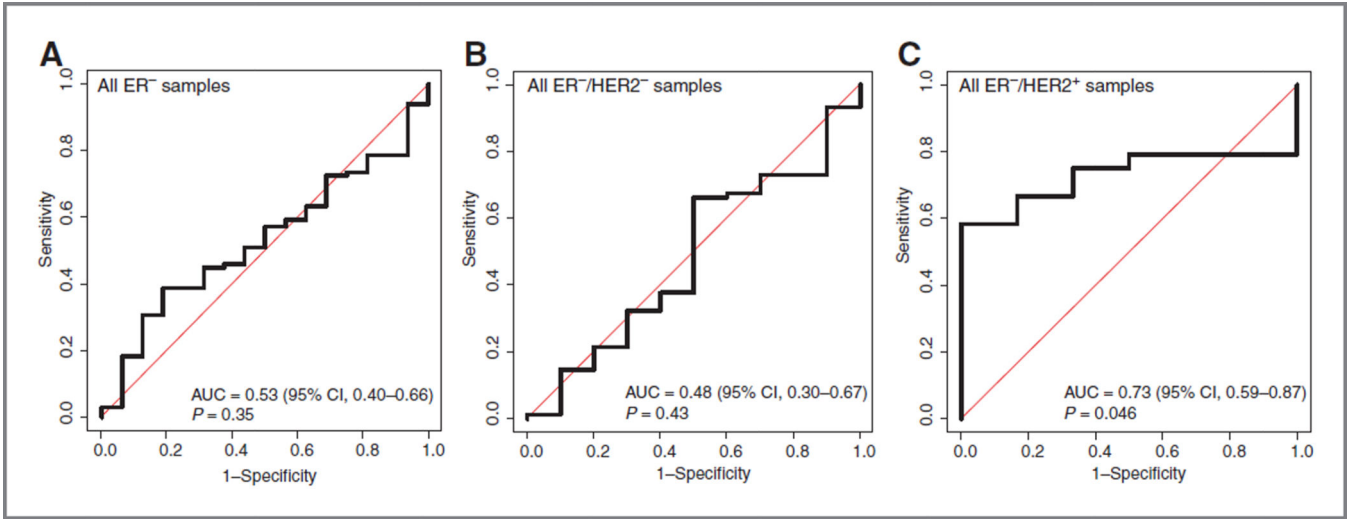 A
All ER⁻ samples
Sensitivity
1.0
0.8
0.6
0.4
0.2
0.0
AUC = 0.53 (95% CI, 0.40–0.66)
P = 0.35
0.0 0.2 0.4 0.6 0.8 1.0
1–Specificity
B
All ER⁻/HER2⁻ samples
Sensitivity
1.0
0.8
0.6
0.4
0.2
0.0
AUC = 0.48 (95% CI, 0.30–0.67)
P = 0.43
0.0 0.2 0.4 0.6 0.8 1.0
1–Specificity
C
All ER⁻/HER2⁺ samples
Sensitivity
1.0
0.8
0.6
0.4
0.2
0.0
AUC = 0.73 (95% CI, 0.59–0.87)
P = 0.046
0.0 0.2 0.4 0.6 0.8 1.0
1–Specificity